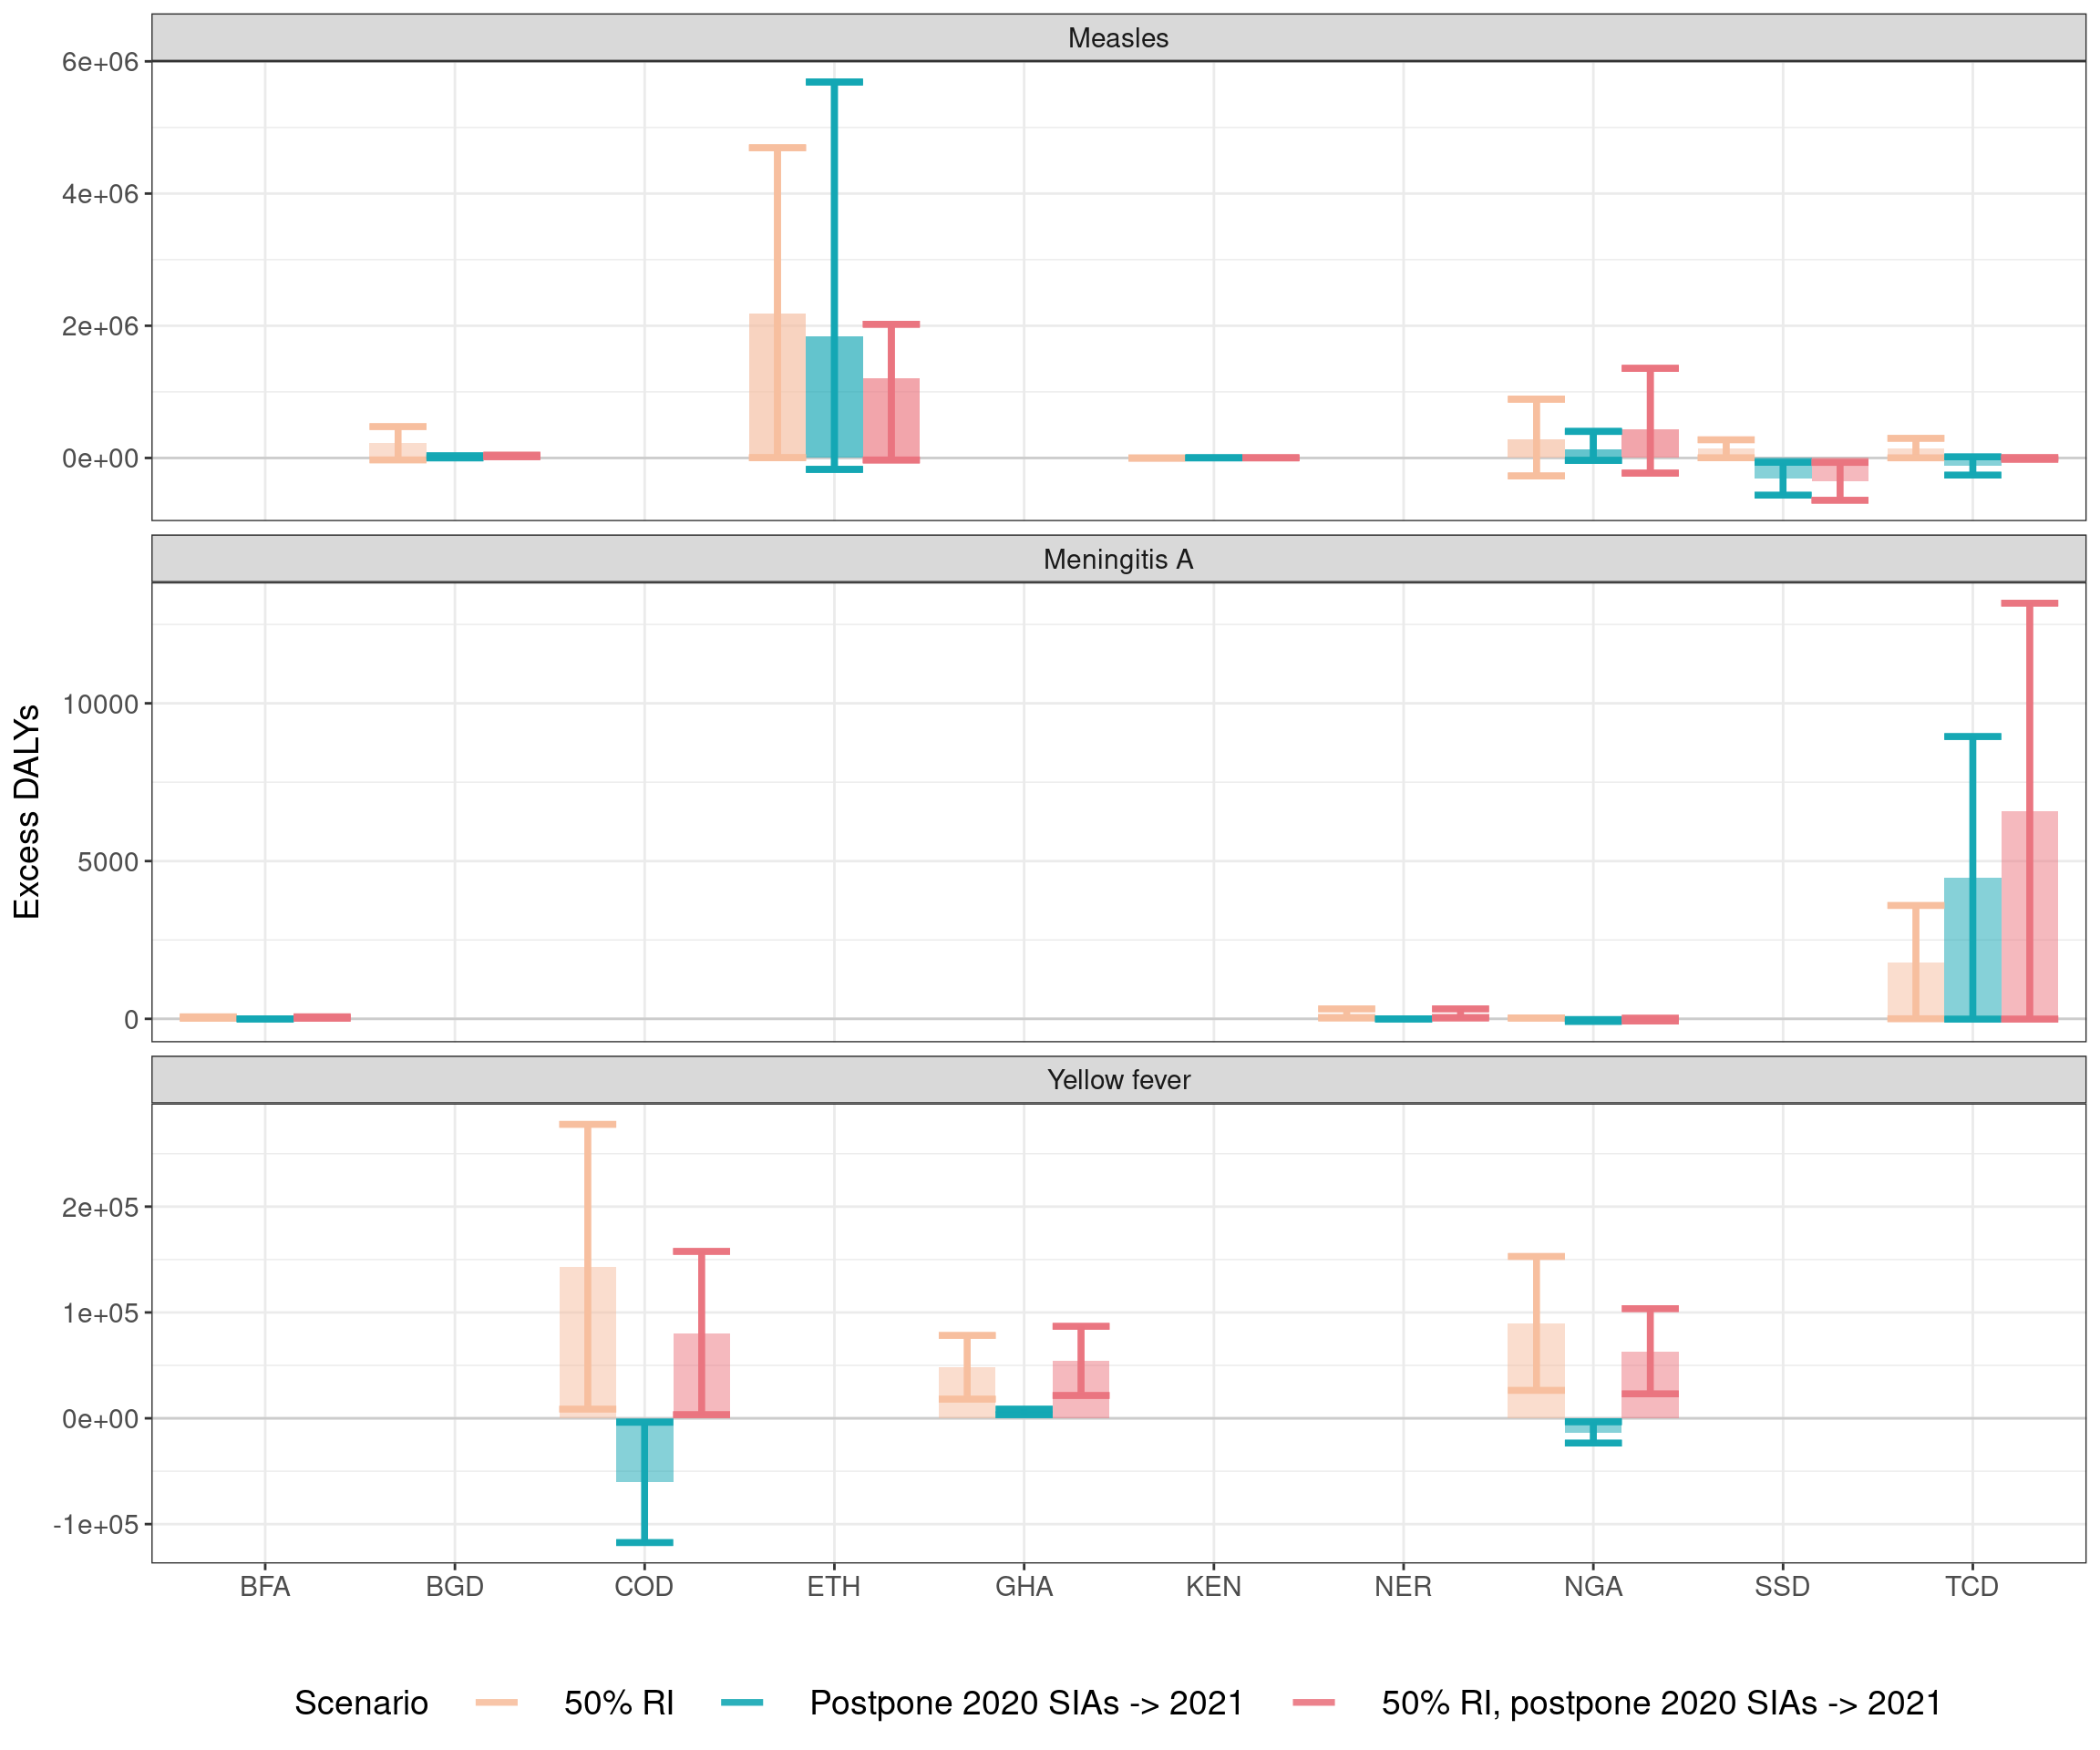 Measles
6e+06
4e+06
2e+06
0e+00
Meningitis A
10000
5000
0
Excess DALYs
Yellow fever
2e+05
1e+05
0e+00
-1e+05
BFA BGD COD ETH GHA KEN NER NGA SSD TCD
Scenario 50% RI Postpone 2020 SIAs -> 2021 50% RI, postpone 2020 SIAs -> 2021